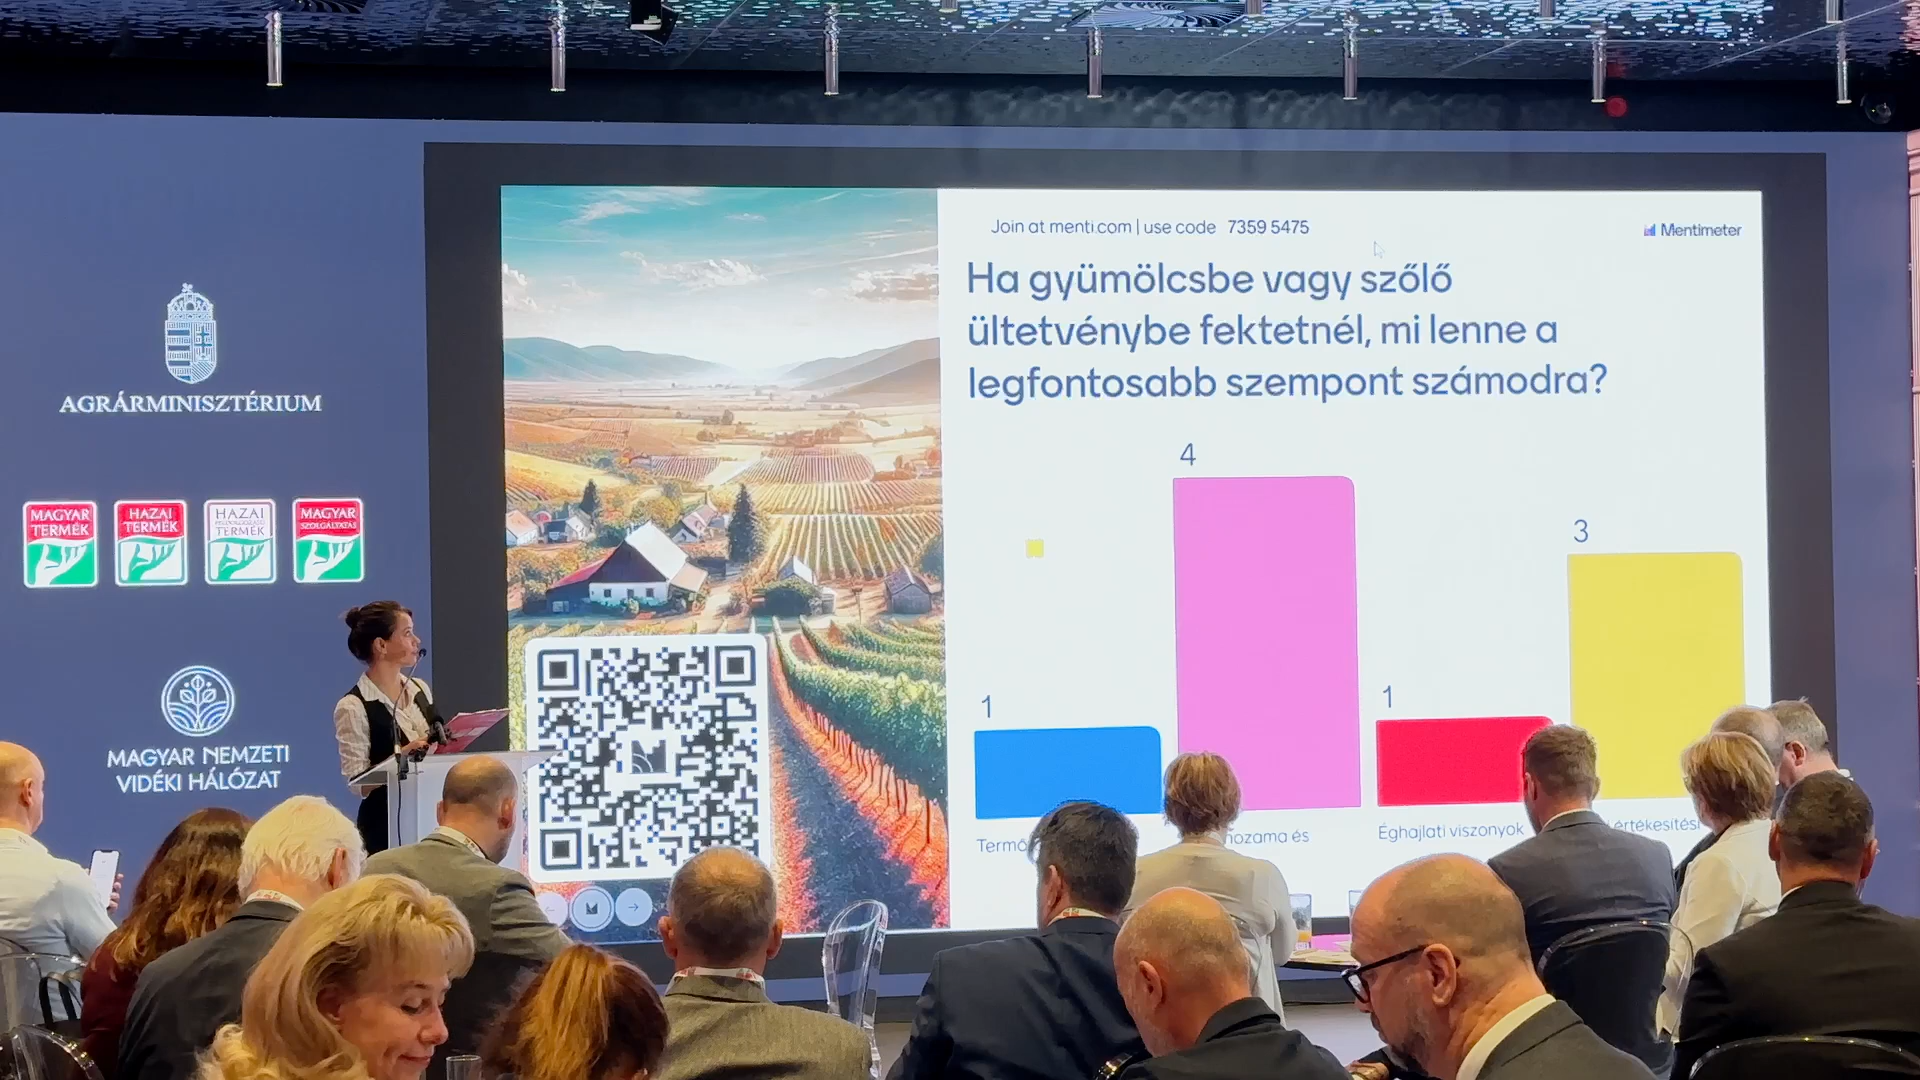 AGRÁRMINISZTÉRIUM
MAGYAR
TERMÉK
HAZAI
TERMÉK
HAZAI
TERMÉK
MAGYAR
SZOLGÁLTATÁS
MAGYAR NEMZETI
VIDÉKI HÁLÓZAT
Join at menti.com | use code 7359 5475
Mentimeter
Ha gyümölcsbe vagy szőlő
ültetvénybe fektetnél, mi lenne a
legfontosabb szempont számodra?
1
4
1
3
Éghajlati viszonyok
értékesítési